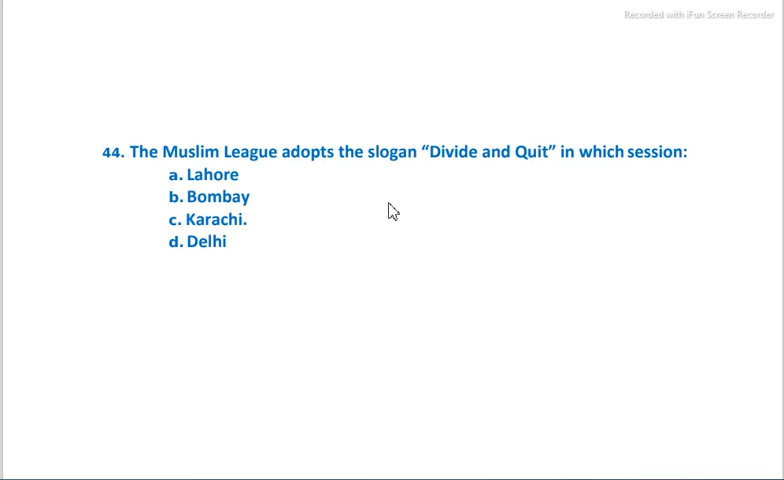 Recorded with iFun Screen Recorder
44. The Muslim League adopts the slogan “Divide and Quit” in which session:
a. Lahore
b. Bombay
c. Karachi.
d. Delhi